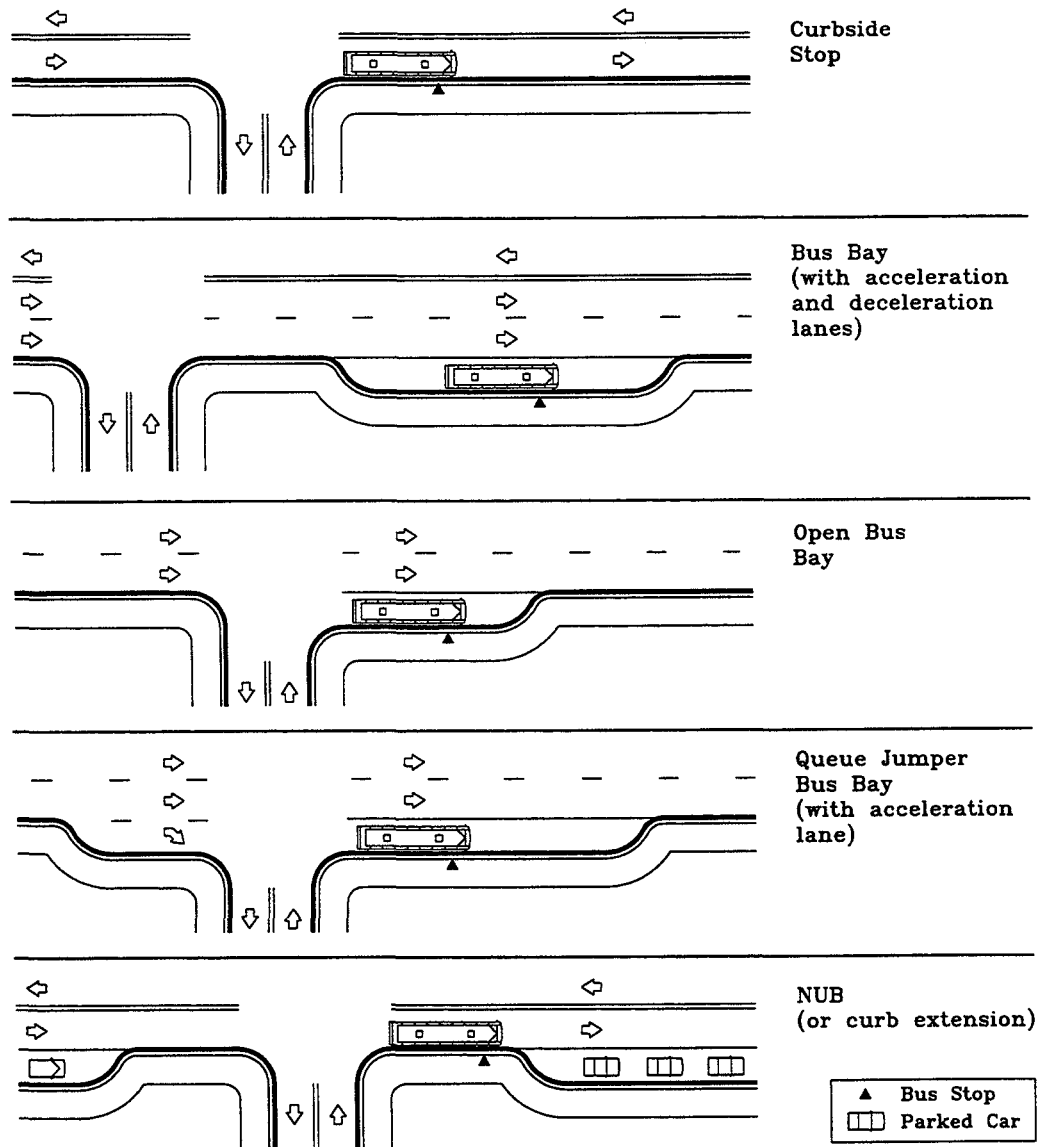 Curbside
Stop
Bus Bay
(with acceleration
and deceleration
lanes)
Open Bus
Bay
Queue Jumper
Bus Bay
(with acceleration
lane)
NUB
(or curb extension)
Bus Stop
Parked Car